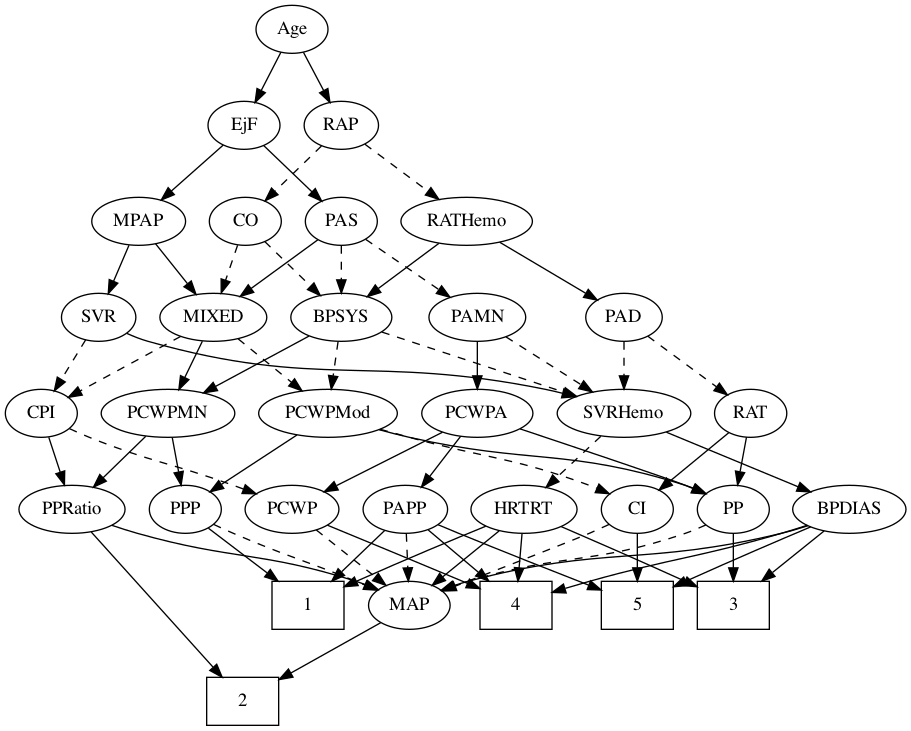 Age
EjF
RAP
MPAP
CO
PAS
RATHemo
SVR
MIXED
BPSYS
PAMN
PAD
CPI
PCWPMN
PCWPMod
PCWPA
SVRHemo
RAT
PPRatio
PPP
PCWP
PAPP
HRTRT
CI
PP
BPDIAS
1
MAP
4
5
3
2